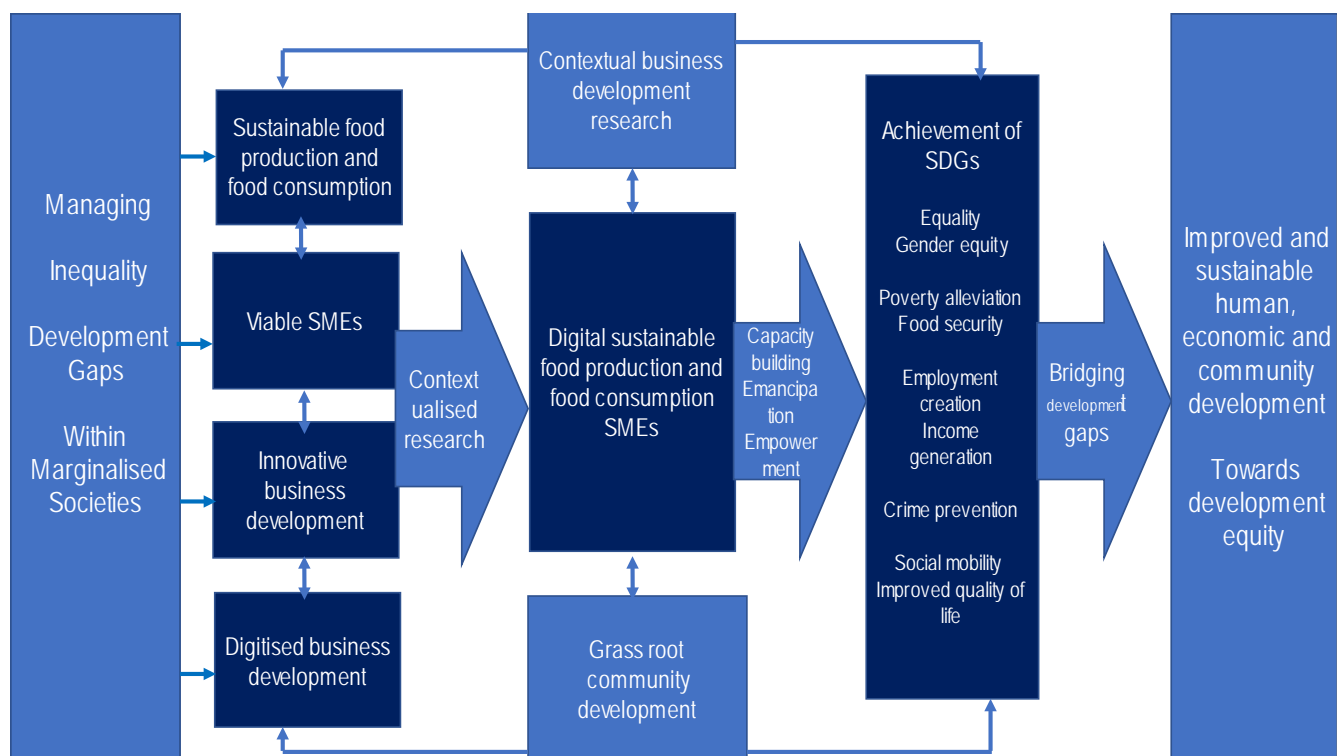 Managing
Inequality
Development
Gaps
Within
Marginalised
Societies
Sustainable food
production and
food consumption
Viable SMEs
Innovative
business
development
Digitised business
development
Context
ualised
research
Contextual business
development
research
Digital sustainable
food production and
food consumption
SMEs
Grass root
community
development
Capacity
building
Emancipa
tion
Empower
ment
Achievement of
SDGs
Equality
Gender equity
Poverty alleviation
Food security
Employment
creation
Income
generation
Crime prevention
Social mobility
Improved quality of
life
Bridging
development
gaps
Improved and
sustainable
human,
economic and
community
development
Towards
development
equity